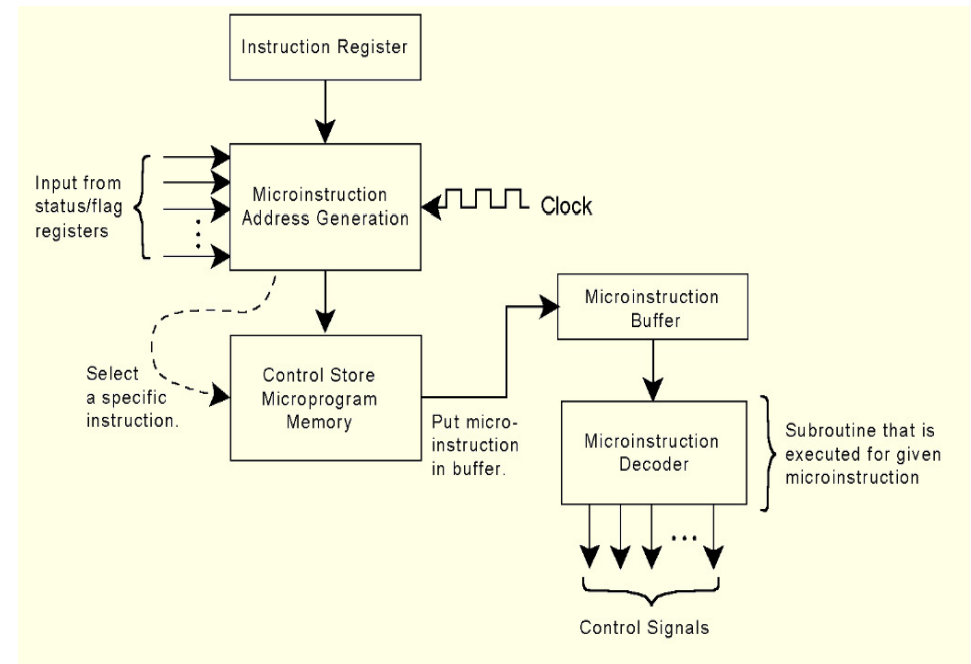 Instruction Register
Input from
status/flag
registers
Microinstruction
Address Generation
Clock
Select
a specific
instruction.
Control Store
Microprogram
Memory
Put micro-
instruction
in buffer.
Microinstruction
Buffer
Microinstruction
Decoder
Subroutine that is
executed for given
microinstruction
Control Signals